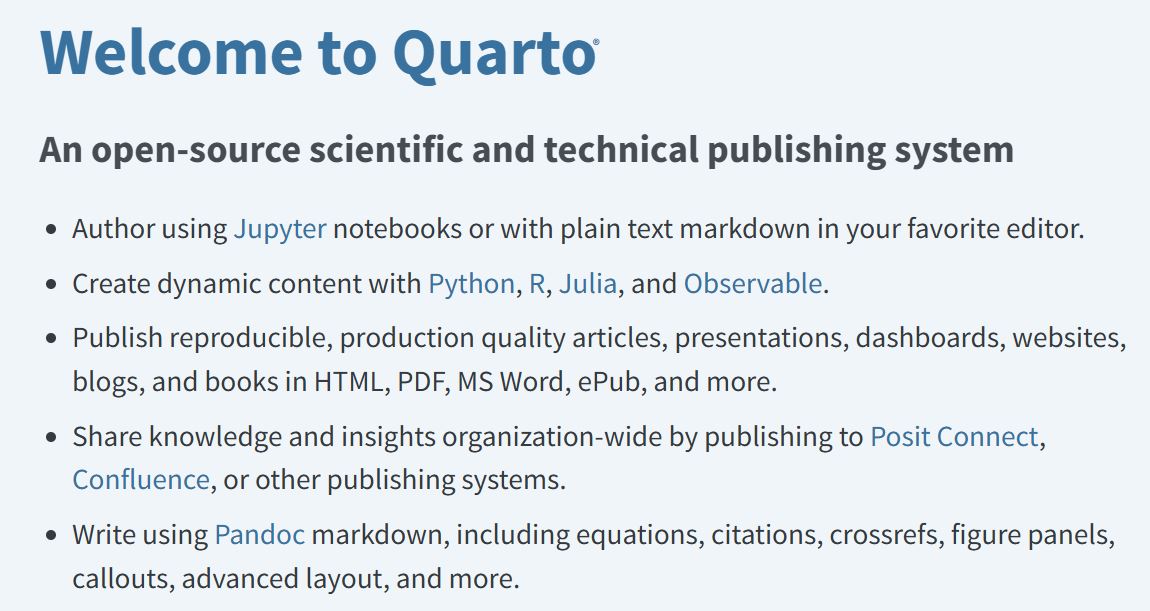 Welcome to Quarto®
An open-source scientific and technical publishing system
• Author using Jupyter notebooks or with plain text markdown in your favorite editor.
• Create dynamic content with Python, R, Julia, and Observable.
• Publish reproducible, production quality articles, presentations, dashboards, websites,
blogs, and books in HTML, PDF, MS Word, ePub, and more.
• Share knowledge and insights organization-wide by publishing to Posit Connect,
Confluence, or other publishing systems.
• Write using Pandoc markdown, including equations, citations, crossrefs, figure panels,
callouts, advanced layout, and more.